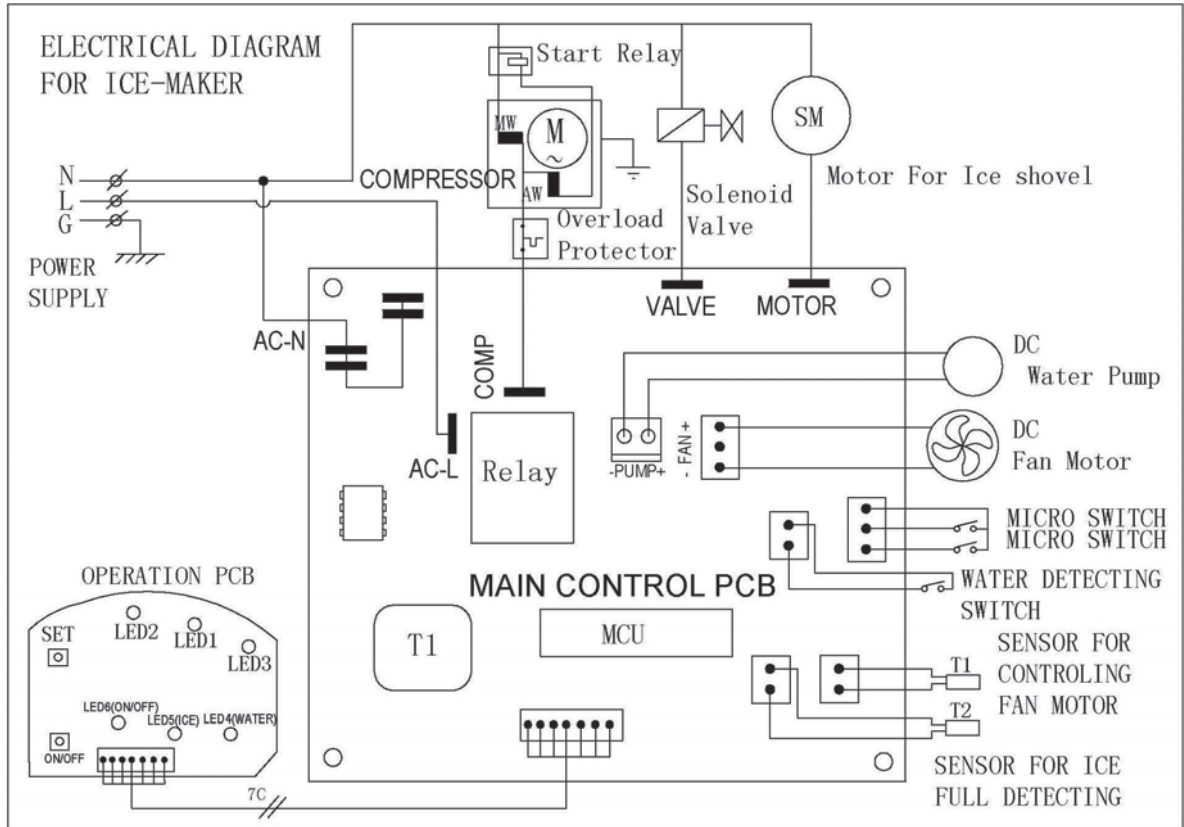 ELECTRICAL DIAGRAM
FOR ICE-MAKER
Start Relay
MW
M
~
AW
COMPRESSOR
SM
Motor For Ice shovel
Solenoid
Valve
Overload
Protector
N
L
G
POWER
SUPPLY
VALVE
MOTOR
AC-N
COMP
AC-L
Relay
-PUMP+
- FAN +
DC
Water Pump
DC
Fan Motor
MICRO SWITCH
MICRO SWITCH
WATER DETECTING
SWITCH
MAIN CONTROL PCB
MCU
T1
SENSOR FOR
CONTROLING
FAN MOTOR
T1
T2
SENSOR FOR ICE
FULL DETECTING
OPERATION PCB
SET
LED2
LED1
LED3
LED6(ON/OFF)
LED5(ICE)
LED4(WATER)
ON/OFF
7C